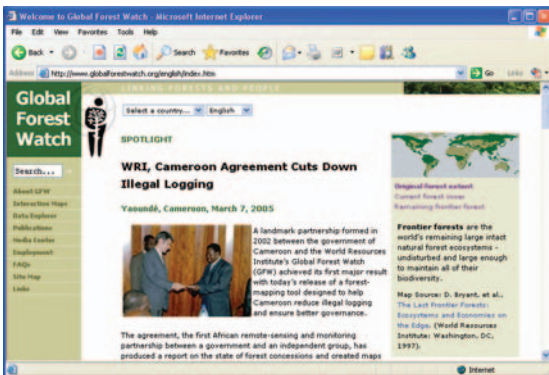 Welcome to Global Forest Watch - Microsoft Internet Explorer
File Edit View Favorites Tools Help
Back Search Favorites
Address http://www.globalforestwatch.org/english/index.htm Go Links
LINKING FORESTS AND PEOPLE
Global
Forest
Watch
Select a country... English
Search...
About GFW
Interactive Maps
Data Explorer
Publications
Media Center
Employment
FAQs
Site Map
Links
SPOTLIGHT
WRI, Cameroon Agreement Cuts Down
Illegal Logging
Yaoundé, Cameroon, March 7, 2005
A landmark partnership formed in
2002 between the government of
Cameroon and the World Resources
Institute's Global Forest Watch
(GFW) achieved its first major result
with today's release of a forest-
mapping tool designed to help
Cameroon reduce illegal logging
and ensure better governance.
The agreement, the first African remote-sensing and monitoring
partnership between a government and an independent group, has
produced a report on the state of forest concessions and created maps
Original forest extent
Current forest cover
Remaining frontier forest
Frontier forests are the
world's remaining large intact
natural forest ecosystems -
undisturbed and large enough
to maintain all of their
biodiversity.
Map Source: D. Bryant, et al.,
The Last Frontier Forests:
Ecosystems and Economies on
the Edge. (World Resources
Institute: Washington, DC,
1997).
Internet